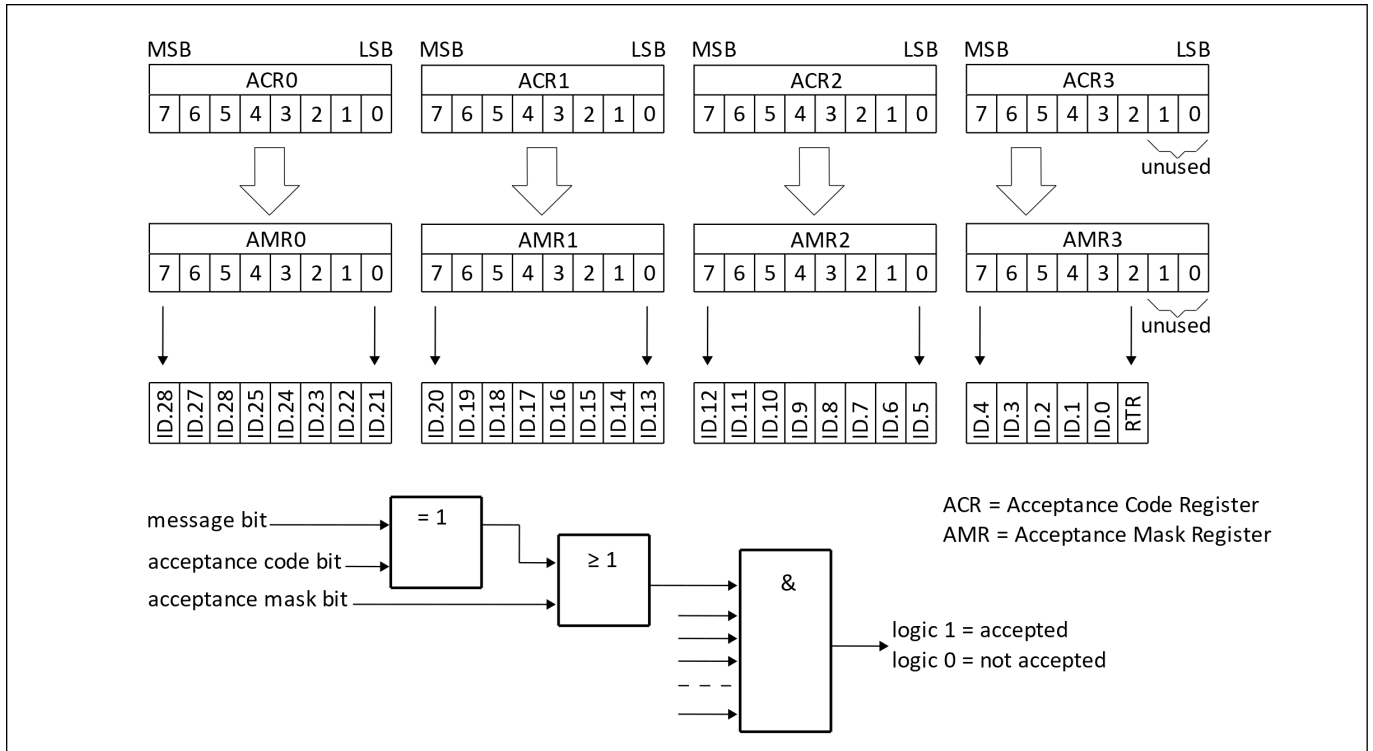 MSB LSB MSB LSB MSB LSB MSB LSB
ACR0 ACR1 ACR2 ACR3
7 6 5 4 3 2 1 0 7 6 5 4 3 2 1 0 7 6 5 4 3 2 1 0 7 6 5 4 3 2 1 0
unused
AMR0 AMR1 AMR2 AMR3
7 6 5 4 3 2 1 0 7 6 5 4 3 2 1 0 7 6 5 4 3 2 1 0 7 6 5 4 3 2 1 0
unused
ID.28 ID.27 ID.28 ID.25 ID.24 ID.23 ID.22 ID.21 ID.20 ID.19 ID.18 ID.17 ID.16 ID.15 ID.14 ID.13 ID.12 ID.11 ID.10 ID.9 ID.8 ID.7 ID.6 ID.5 ID.4 ID.3 ID.2 ID.1 ID.0 RTR
ACR = Acceptance Code Register
AMR = Acceptance Mask Register
message bit
= 1
acceptance code bit
≥ 1
acceptance mask bit
&
logic 1 = accepted
logic 0 = not accepted